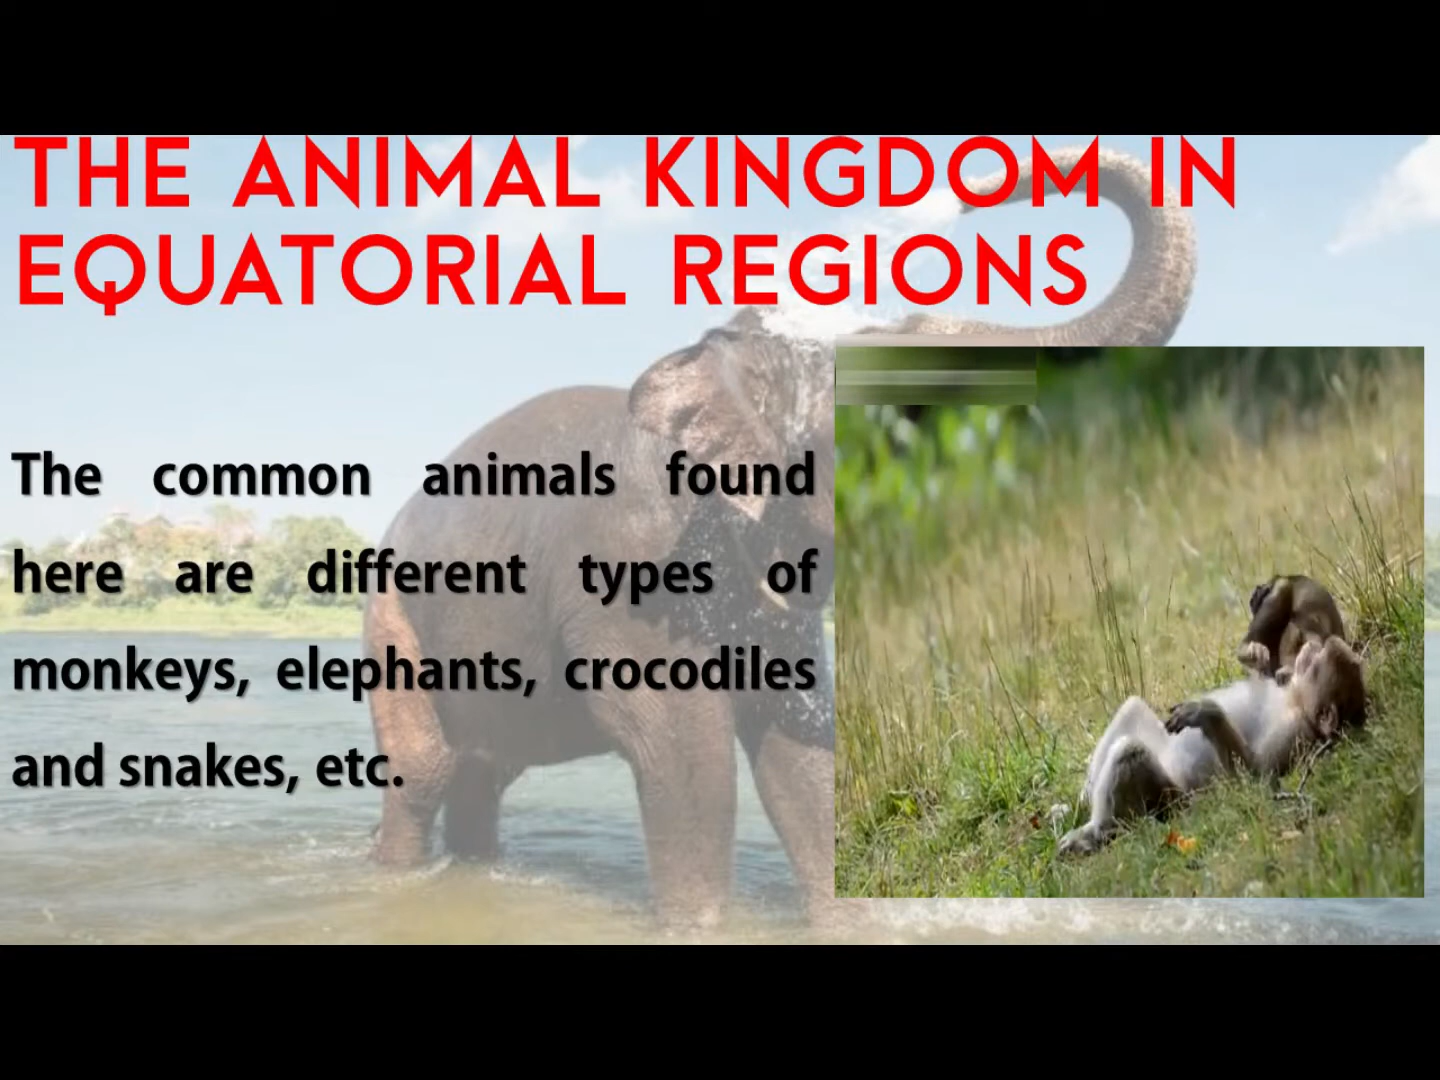 THE ANIMAL KINGDOM IN
EQUATORIAL REGIONS
The common animals found
here are different types of
monkeys, elephants, crocodiles
and snakes, etc.